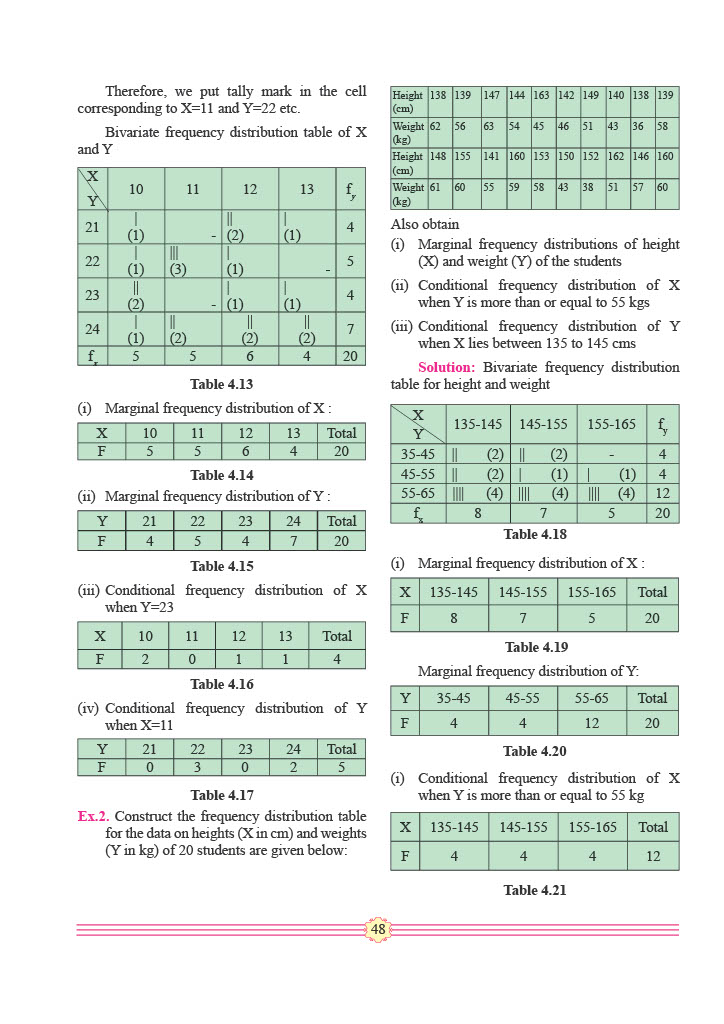 Therefore, we put tally mark in the cell
corresponding to X=11 and Y=22 etc.
Bivariate frequency distribution table of X
and Y
X
Y 10 11 12 13 f_y
21 | (1) - || (2) | (1) 4
22 | (1) ||| (3) | (1) - 5
23 || (2) - | (1) | (1) 4
24 | (1) || (2) || (2) || (2) 7
f_x 5 5 6 4 20
Table 4.13
(i) Marginal frequency distribution of X :
X 10 11 12 13 Total
F 5 5 6 4 20
Table 4.14
(ii) Marginal frequency distribution of Y :
Y 21 22 23 24 Total
F 4 5 4 7 20
Table 4.15
(iii) Conditional frequency distribution of X
when Y=23
X 10 11 12 13 Total
F 2 0 1 1 4
Table 4.16
(iv) Conditional frequency distribution of Y
when X=11
Y 21 22 23 24 Total
F 0 3 0 2 5
Table 4.17
Ex.2. Construct the frequency distribution table
for the data on heights (X in cm) and weights
(Y in kg) of 20 students are given below:
Height (cm) 138 139 147 144 163 142 149 140 138 139
Weight (kg) 62 56 63 54 45 46 51 43 36 58
Height (cm) 148 155 141 160 153 150 152 162 146 160
Weight (kg) 61 60 55 59 58 43 38 51 57 60
Also obtain
(i) Marginal frequency distributions of height
(X) and weight (Y) of the students
(ii) Conditional frequency distribution of X
when Y is more than or equal to 55 kgs
(iii) Conditional frequency distribution of Y
when X lies between 135 to 145 cms
Solution: Bivariate frequency distribution
table for height and weight
X
Y 135-145 145-155 155-165 f_y
35-45 || (2) || (2) - 4
45-55 || (2) | (1) | (1) 4
55-65 |||| (4) |||| (4) |||| (4) 12
f_x 8 7 5 20
Table 4.18
(i) Marginal frequency distribution of X :
X 135-145 145-155 155-165 Total
F 8 7 5 20
Table 4.19
Marginal frequency distribution of Y:
Y 35-45 45-55 55-65 Total
F 4 4 12 20
Table 4.20
(i) Conditional frequency distribution of X
when Y is more than or equal to 55 kg
X 135-145 145-155 155-165 Total
F 4 4 4 12
Table 4.21
48